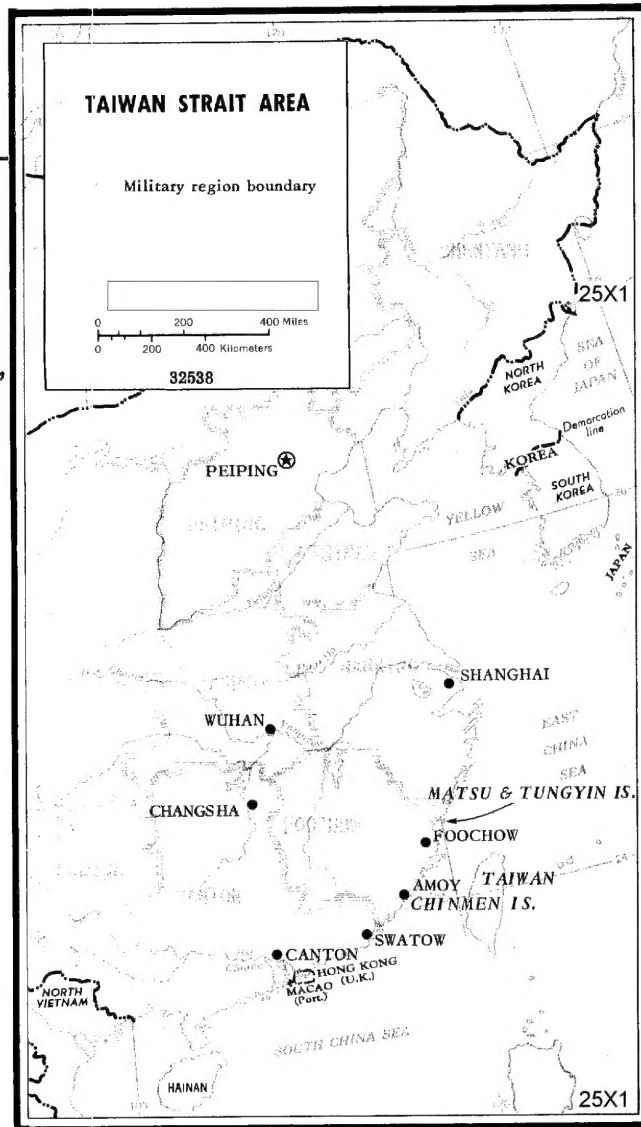 TAIWAN STRAIT AREA
Military region boundary
0 200 400 Miles
0 200 400 Kilometers
32538
25X1
SEA
OF
JAPAN
NORTH
KOREA
Demarcation
line
KOREA
SOUTH
KOREA
PEIPING
YELLOW
SEA
JAPAN
SHANGHAI
WUHAN
EAST
CHINA
SEA
MATSU & TUNGYIN IS.
CHANGSHA
FOOCHOW
AMOY
TAIWAN
CHINMEN IS.
SWATOW
CANTON
HONG KONG
(U.K.)
MACAO
(Port.)
NORTH
VIETNAM
SOUTH CHINA SEA
HAINAN
25X1